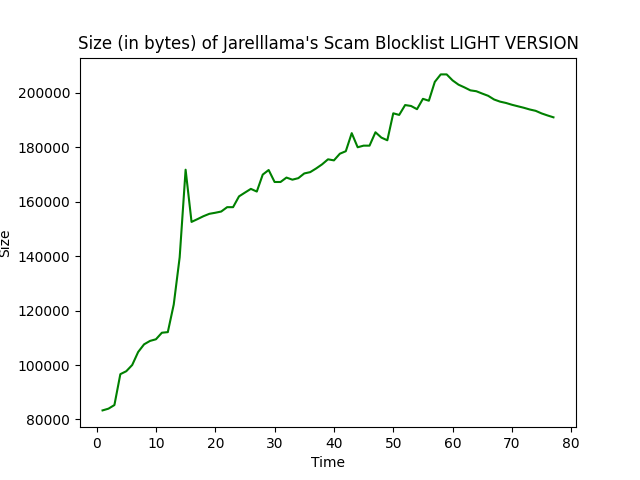 Size (in bytes) of Jarelllama's Scam Blocklist LIGHT VERSION
200000
180000
160000
140000
120000
100000
80000
Size
0 10 20 30 40 50 60 70 80
Time